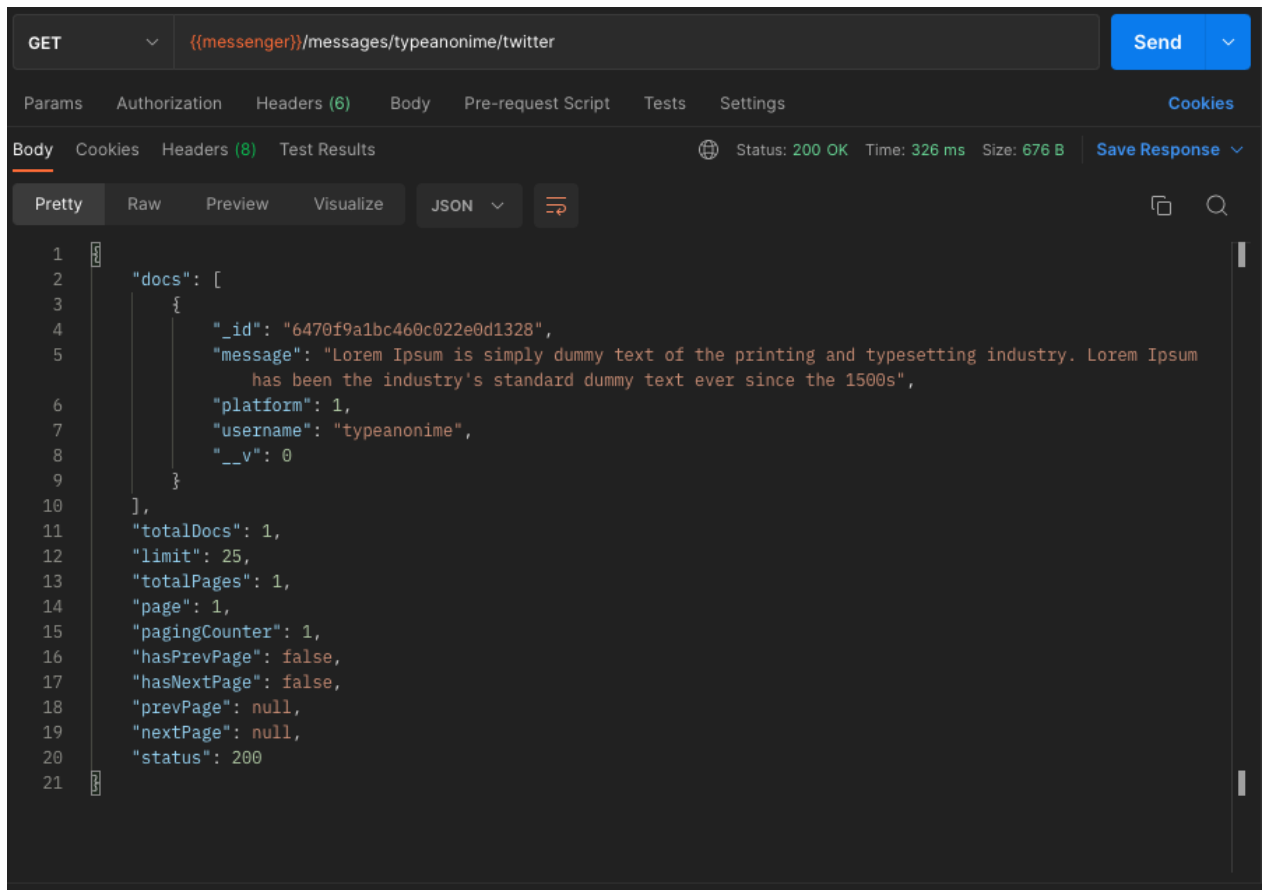 GET {{messenger}}/messages/typeanonime/twitter Send
Params Authorization Headers (6) Body Pre-request Script Tests Settings Cookies
Body Cookies Headers (8) Test Results Status: 200 OK Time: 326 ms Size: 676 B Save Response
Pretty Raw Preview Visualize JSON
1 {
2 "docs": [
3 {
4 "_id": "6470f9a1bc460c022e0d1328",
5 "message": "Lorem Ipsum is simply dummy text of the printing and typesetting industry. Lorem Ipsum
has been the industry's standard dummy text ever since the 1500s",
6 "platform": 1,
7 "username": "typeanonime",
8 "__v": 0
9 }
10 ],
11 "totalDocs": 1,
12 "limit": 25,
13 "totalPages": 1,
14 "page": 1,
15 "pagingCounter": 1,
16 "hasPrevPage": false,
17 "hasNextPage": false,
18 "prevPage": null,
19 "nextPage": null,
20 "status": 200
21 }